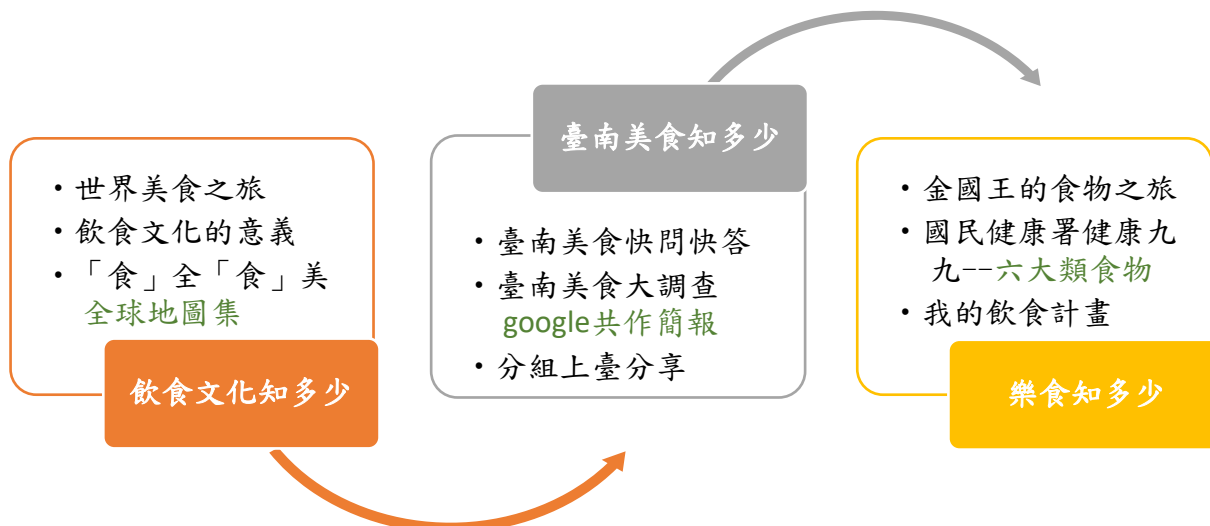 ・世界美食之旅
・飲食文化的意義
・「食」全「食」美
全球地圖集
飲食文化知多少
臺南美食知多少
・臺南美食快問快答
・臺南美食大調查
google共作簡報
・分組上臺分享
・金國王的食物之旅
・國民健康署健康九
九--六大類食物
・我的飲食計畫
樂食知多少